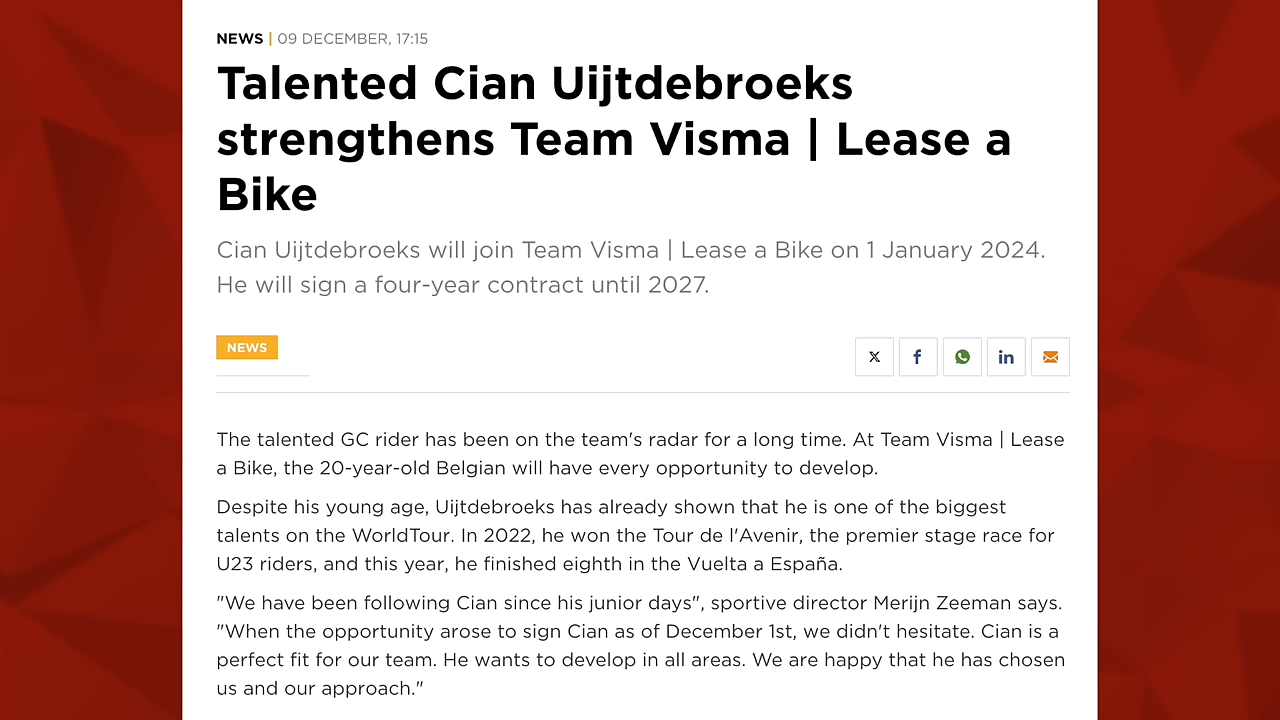 NEWS | 09 DECEMBER, 17:15
Talented Cian Uijtdebroeks
strengthens Team Visma | Lease a
Bike
Cian Uijtdebroeks will join Team Visma | Lease a Bike on 1 January 2024.
He will sign a four-year contract until 2027.
NEWS
The talented GC rider has been on the team's radar for a long time. At Team Visma | Lease
a Bike, the 20-year-old Belgian will have every opportunity to develop.
Despite his young age, Uijtdebroeks has already shown that he is one of the biggest
talents on the WorldTour. In 2022, he won the Tour de l'Avenir, the premier stage race for
U23 riders, and this year, he finished eighth in the Vuelta a España.
"We have been following Cian since his junior days", sportive director Merijn Zeeman says.
"When the opportunity arose to sign Cian as of December 1st, we didn't hesitate. Cian is a
perfect fit for our team. He wants to develop in all areas. We are happy that he has chosen
us and our approach."